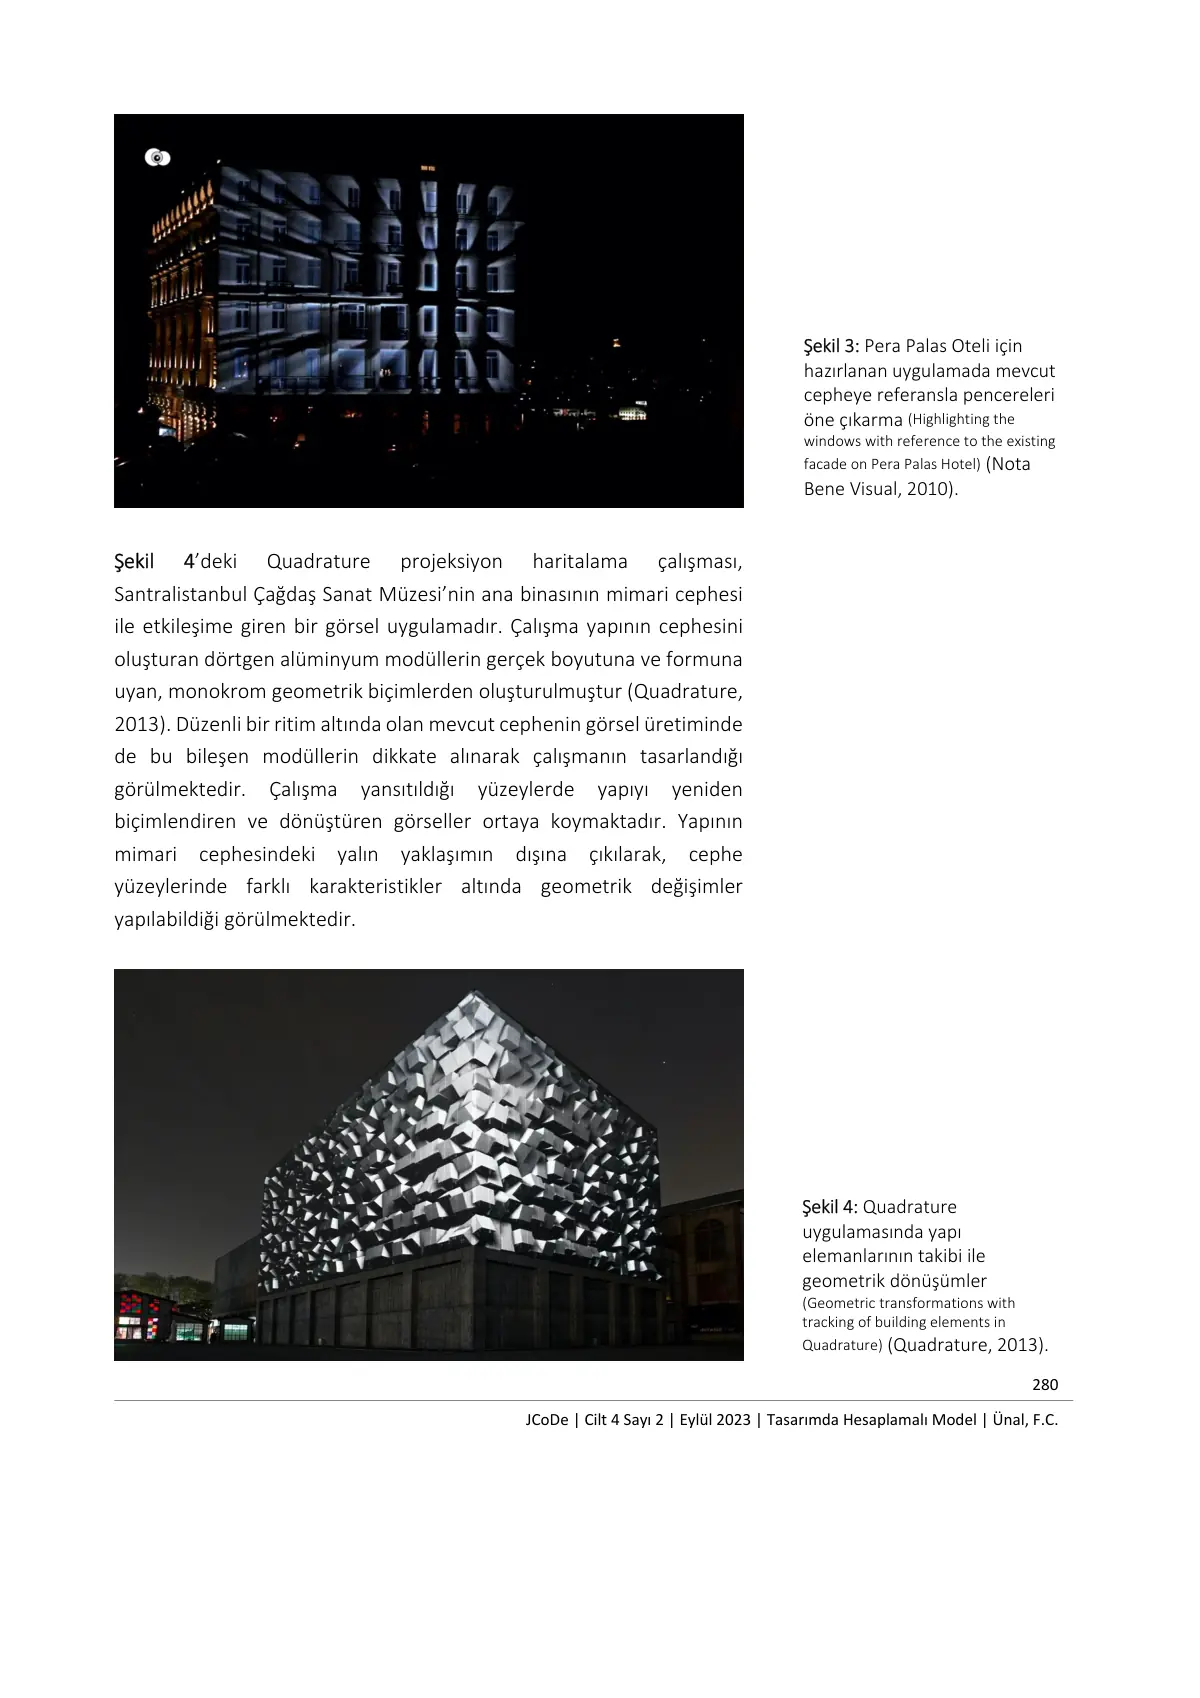 Şekil 3: Pera Palas Oteli için
hazırlanan uygulamada mevcut
cepheye referansla pencereleri
öne çıkarma (Highlighting the
windows with reference to the existing
facade on Pera Palas Hotel) (Nota
Bene Visual, 2010).
Şekil 4’deki Quadrature projeksiyon haritalama çalışması,
Santralistanbul Çağdaş Sanat Müzesi’nin ana binasının mimari cephesi
ile etkileşime giren bir görsel uygulamadır. Çalışma yapının cephesini
oluşturan dörtgen alüminyum modüllerin gerçek boyutuna ve formuna
uyan, monokrom geometrik biçimlerden oluşturulmuştur (Quadrature,
2013). Düzenli bir ritim altında olan mevcut cephenin görsel üretiminde
de bu bileşen modüllerin dikkate alınarak çalışmanın tasarlandığı
görülmektedir. Çalışma yansıtıldığı yüzeylerde yapıyı yeniden
biçimlendiren ve dönüştüren görseller ortaya koymaktadır. Yapının
mimari cephesindeki yalın yaklaşımın dışına çıkılarak, cephe
yüzeylerinde farklı karakteristikler altında geometrik değişimler
yapılabildiği görülmektedir.
Şekil 4: Quadrature
uygulamasında yapı
elemanlarının takibi ile
geometrik dönüşümler
(Geometric transformations with
tracking of building elements in
Quadrature) (Quadrature, 2013).
280
JCoDe | Cilt 4 Sayı 2 | Eylül 2023 | Tasarımda Hesaplamalı Model | Ünal, F.C.